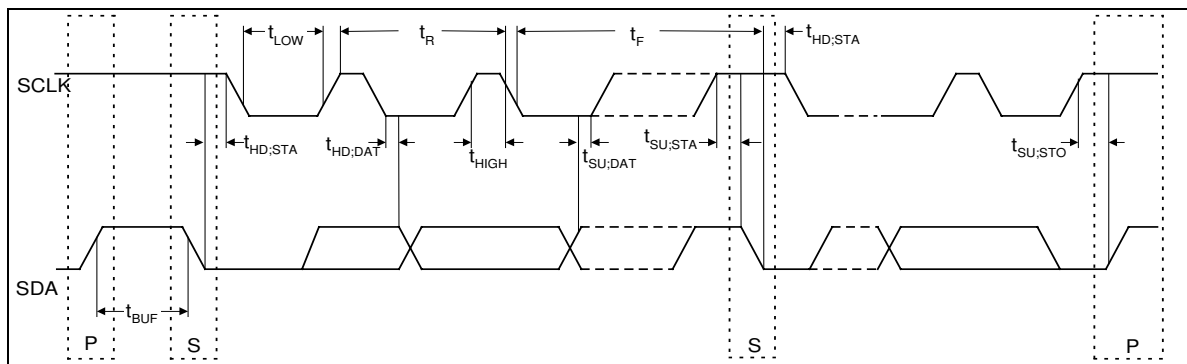 t_LOW t_R t_F t_HD;STA
SCLK
t_HD;STA t_HD;DAT t_HIGH t_SU;DAT t_SU;STA t_SU;STO
SDA
t_BUF
P S S P